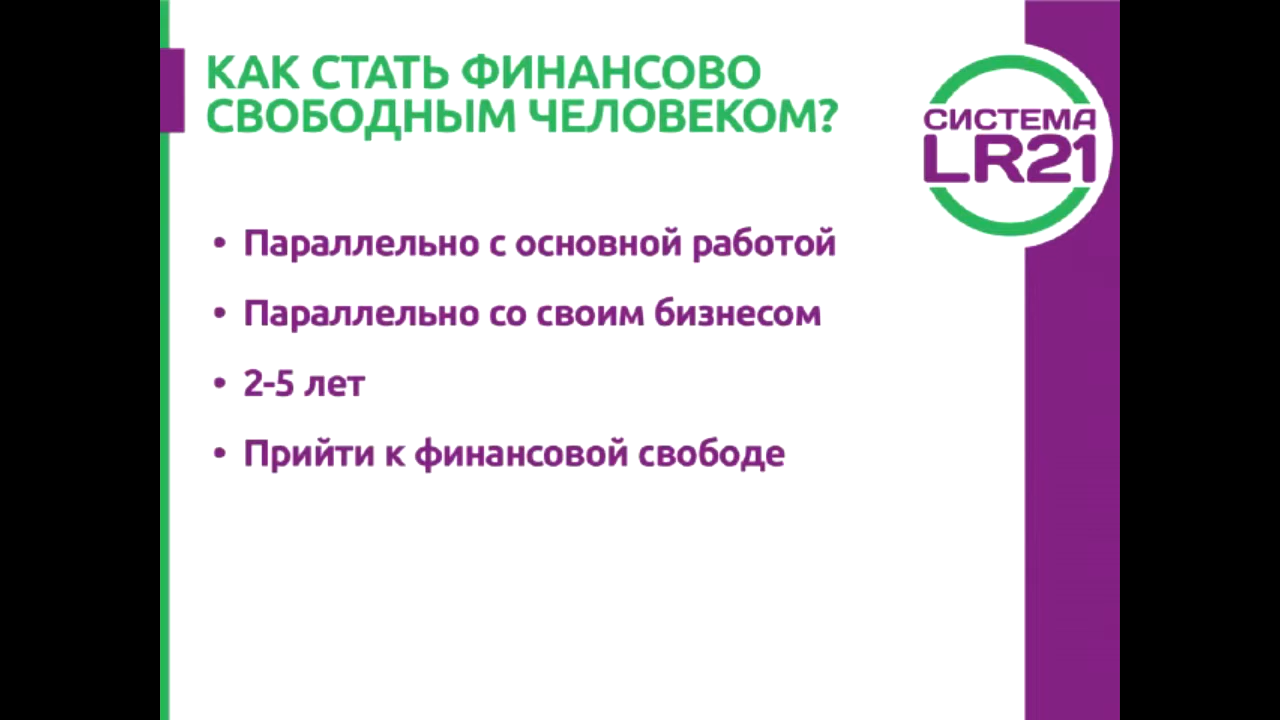 КАК СТАТЬ ФИНАНСОВО
СВОБОДНЫМ ЧЕЛОВЕКОМ?
СИСТЕМА
LR21
• Параллельно с основной работой
• Параллельно со своим бизнесом
• 2-5 лет
• Прийти к финансовой свободе